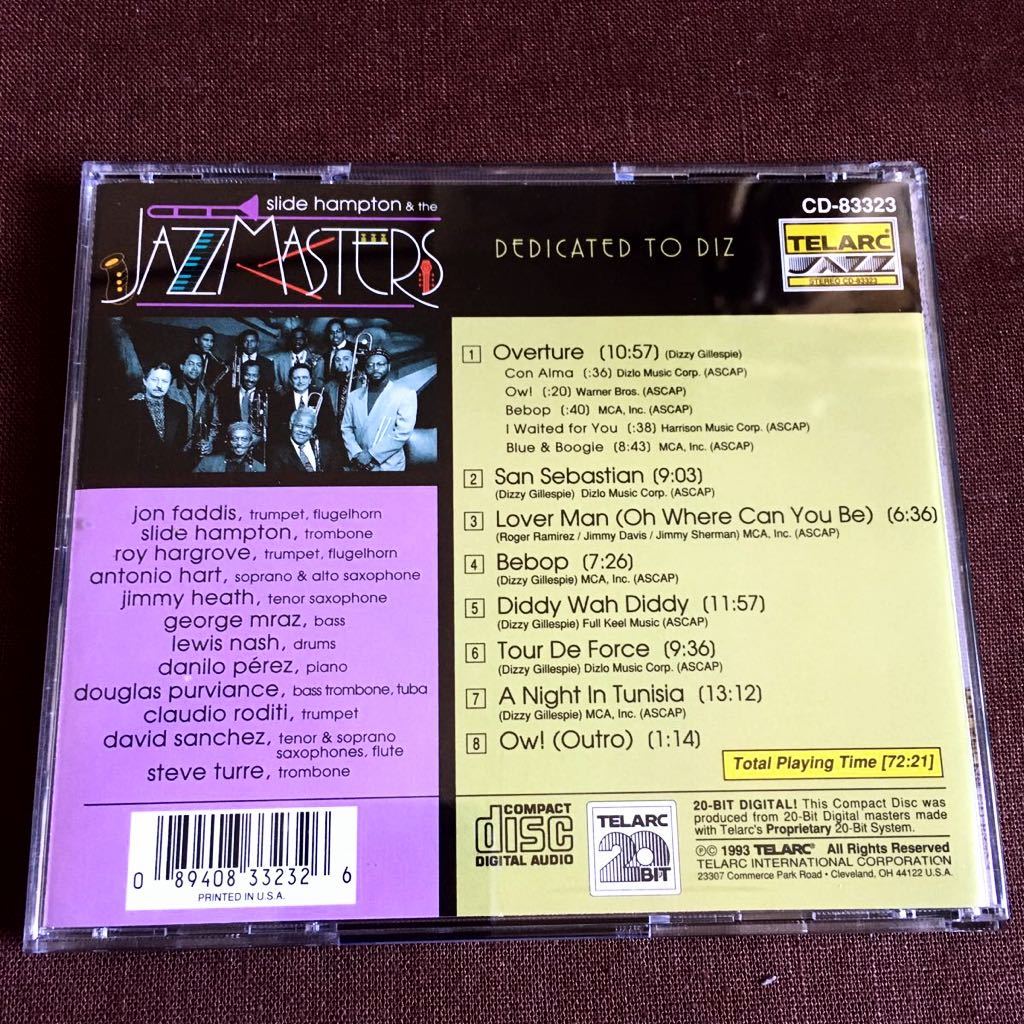 slide hampton & the
JAZZMASTERS
DEDICATED TO DIZ
CD-83323
TELARC
JAZZ
STEREO CD-83323
1 Overture (10:57) (Dizzy Gillespie)
Con Alma (:36) Dizlo Music Corp. (ASCAP)
Ow! (:20) Warner Bros. (ASCAP)
Bebop (:40) MCA, Inc. (ASCAP)
I Waited for You (:38) Harrison Music Corp. (ASCAP)
Blue & Boogie (8:43) MCA, Inc. (ASCAP)
2 San Sebastian (9:03)
(Dizzy Gillespie) Dizlo Music Corp. (ASCAP)
3 Lover Man (Oh Where Can You Be) (6:36)
(Roger Ramirez / Jimmy Davis / Jimmy Sherman) MCA, Inc. (ASCAP)
4 Bebop (7:26)
(Dizzy Gillespie) MCA, Inc. (ASCAP)
5 Diddy Wah Diddy (11:57)
(Dizzy Gillespie) Full Keel Music (ASCAP)
6 Tour De Force (9:36)
(Dizzy Gillespie) Dizlo Music Corp. (ASCAP)
7 A Night In Tunisia (13:12)
(Dizzy Gillespie) MCA, Inc. (ASCAP)
8 Ow! (Outro) (1:14)
Total Playing Time [72:21]
jon faddis, trumpet, flugelhorn
slide hampton, trombone
roy hargrove, trumpet, flugelhorn
antonio hart, soprano & alto saxophone
jimmy heath, tenor saxophone
george mraz, bass
lewis nash, drums
danilo pérez, piano
douglas purviance, bass trombone, tuba
claudio roditi, trumpet
david sanchez, tenor & soprano
saxophones, flute
steve turre, trombone
0 89408 33232 6
PRINTED IN U.S.A.
COMPACT
disc
DIGITAL AUDIO
TELARC
20
BIT
20-BIT DIGITAL! This Compact Disc was
produced from 20-Bit Digital masters made
with Telarc's Proprietary 20-Bit System.
℗© 1993 TELARC® All Rights Reserved
TELARC INTERNATIONAL CORPORATION
23307 Commerce Park Road • Cleveland, OH 44122 U.S.A.